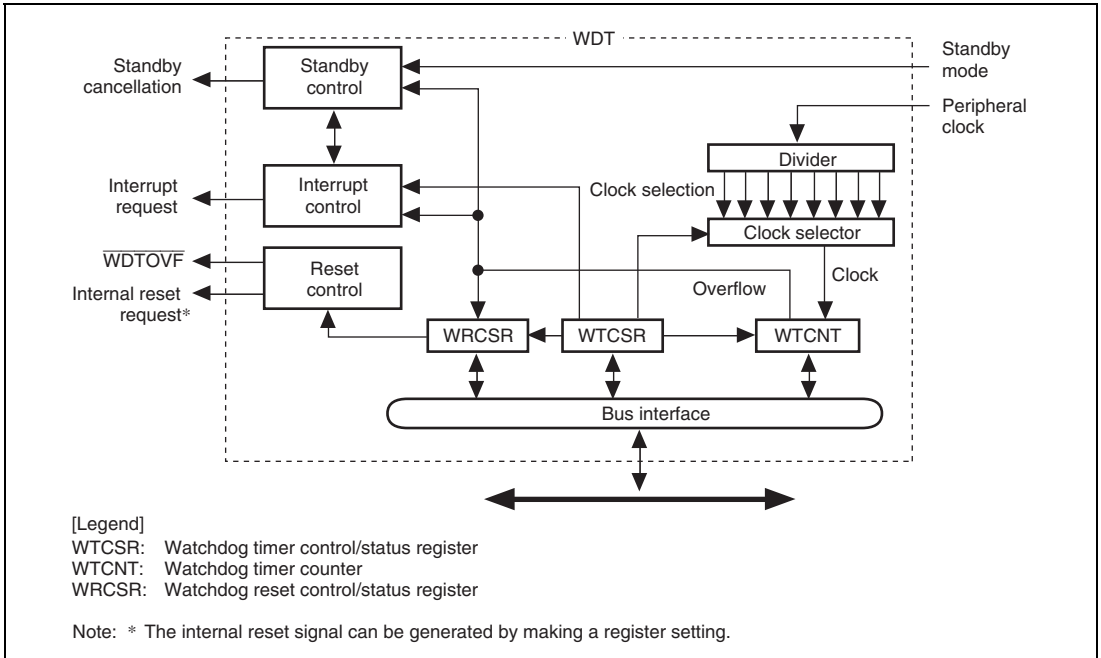 WDT
Standby
cancellation
Standby
control
Standby
mode
Peripheral
clock
Divider
Interrupt
request
Interrupt
control
Clock selection
Clock selector
WDTOVF
Internal reset
request*
Reset
control
Overflow
Clock
WRCSR
WTCSR
WTCNT
Bus interface
[Legend]
WTCSR: Watchdog timer control/status register
WTCNT: Watchdog timer counter
WRCSR: Watchdog reset control/status register
Note: * The internal reset signal can be generated by making a register setting.